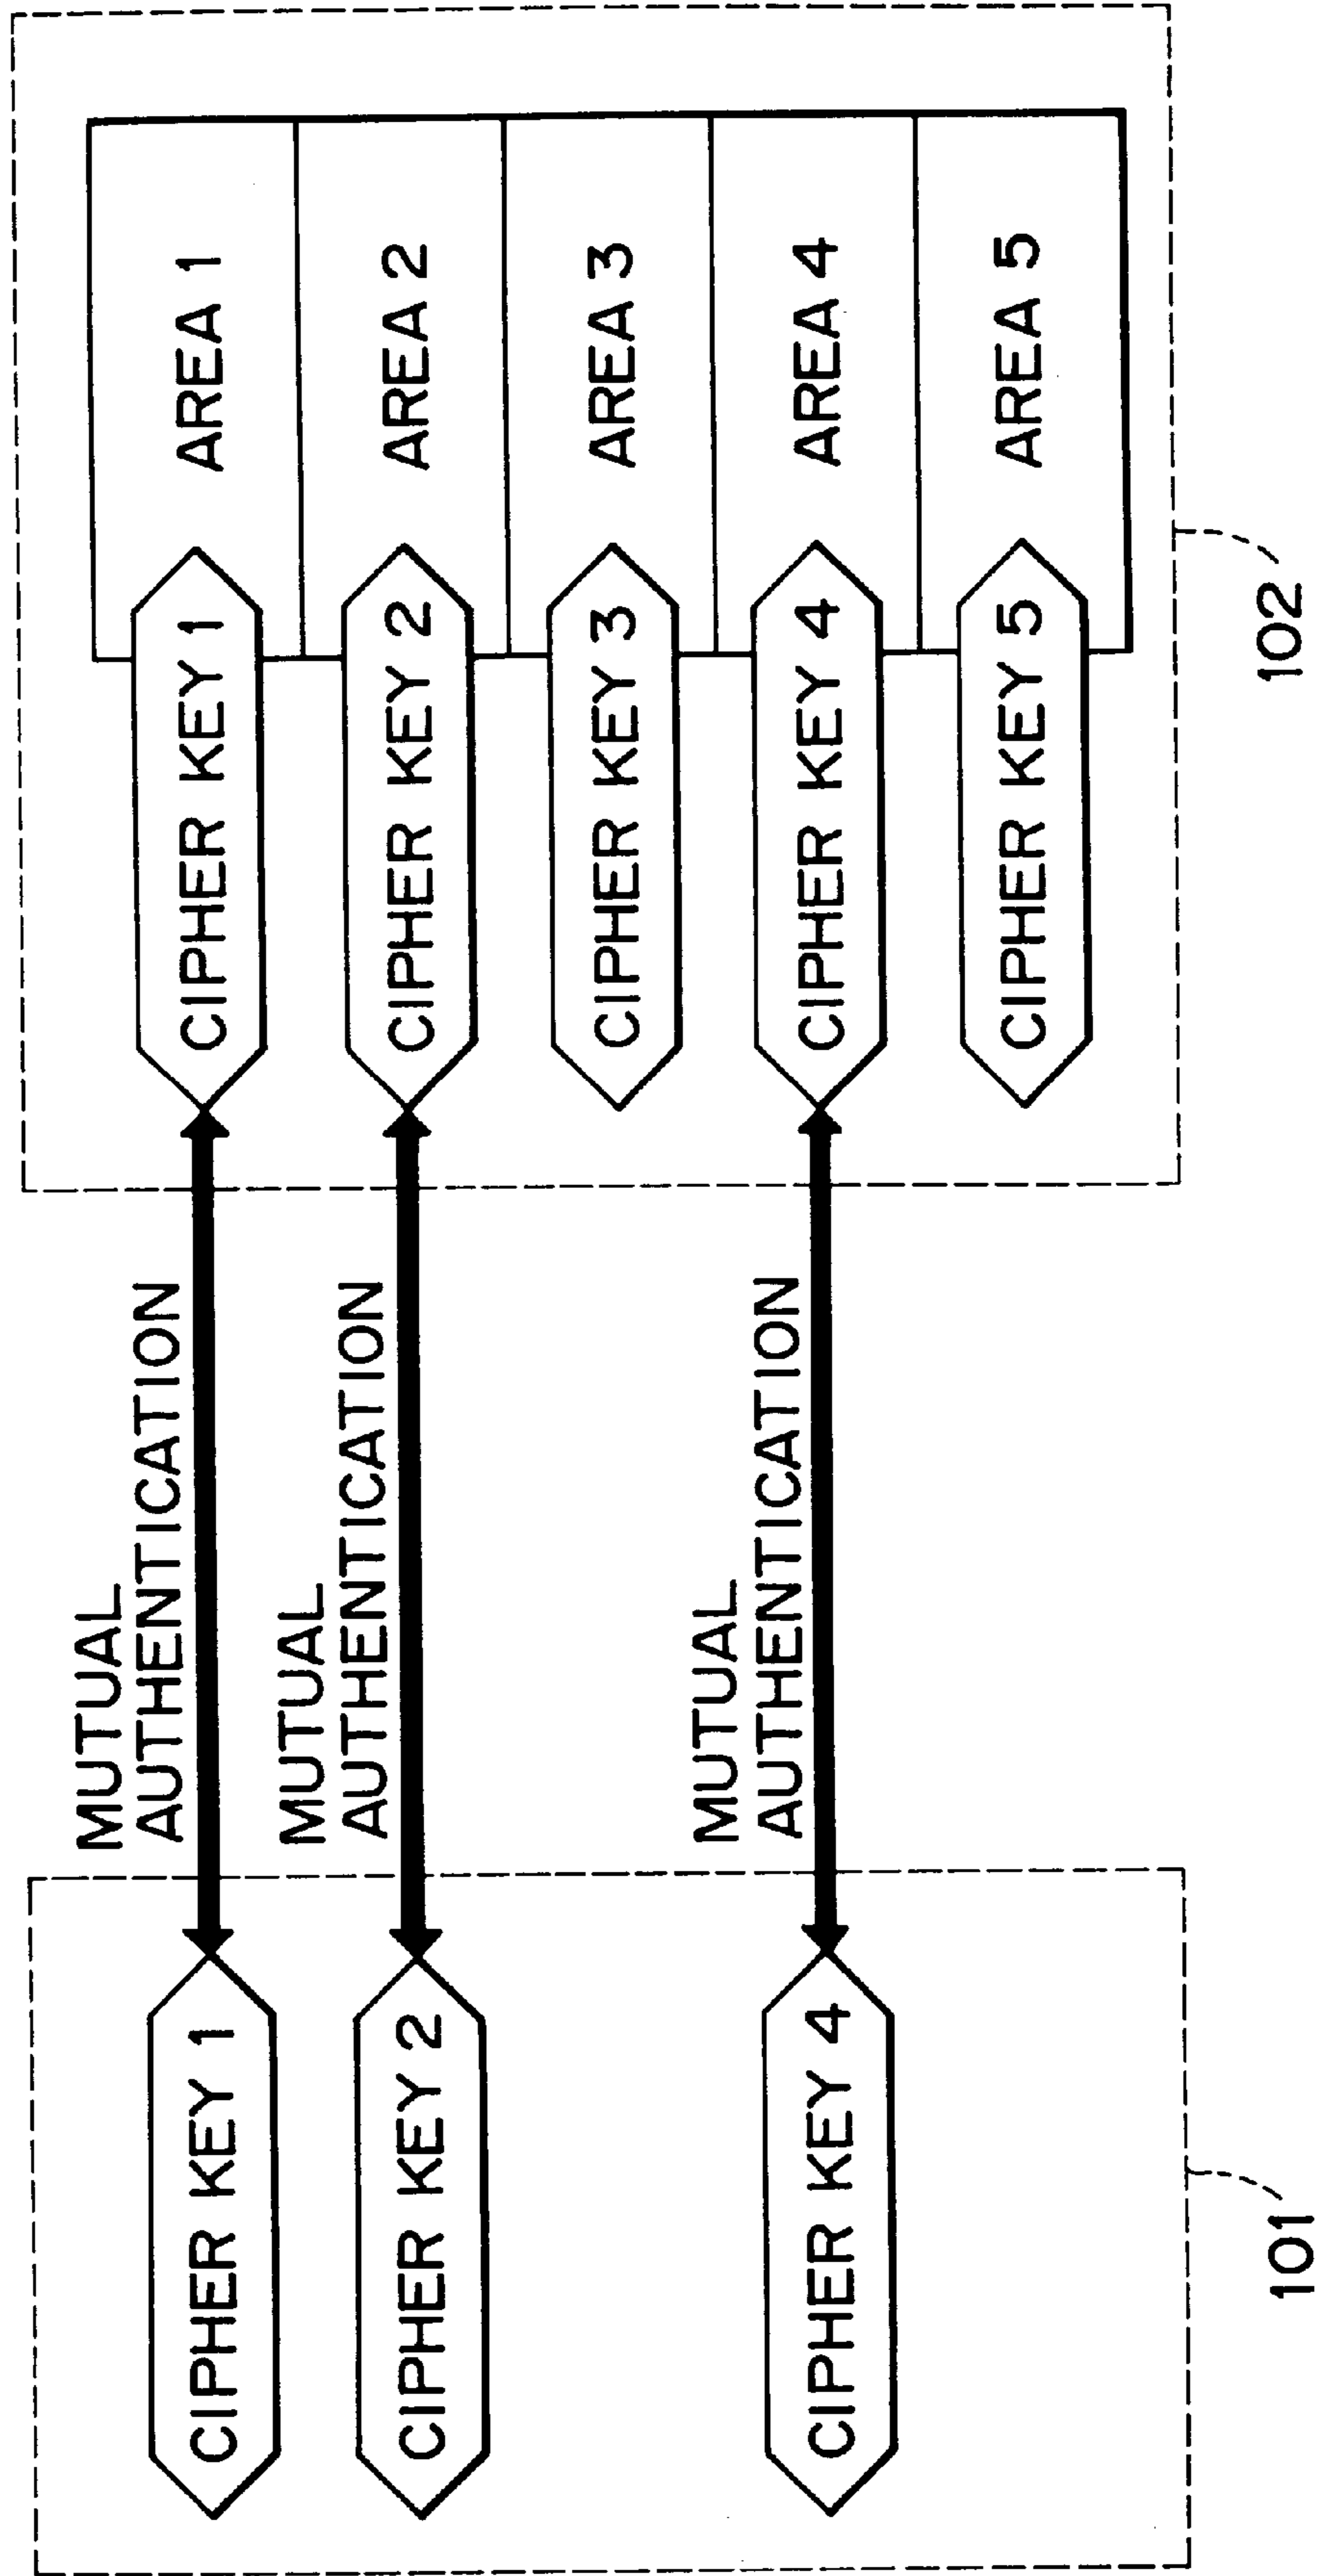 MUTUAL
AUTHENTICATION
CIPHER KEY 1
CIPHER KEY 1
AREA 1
MUTUAL
AUTHENTICATION
CIPHER KEY 2
CIPHER KEY 2
AREA 2
CIPHER KEY 3
AREA 3
MUTUAL
AUTHENTICATION
CIPHER KEY 4
CIPHER KEY 4
AREA 4
CIPHER KEY 5
AREA 5
101
102